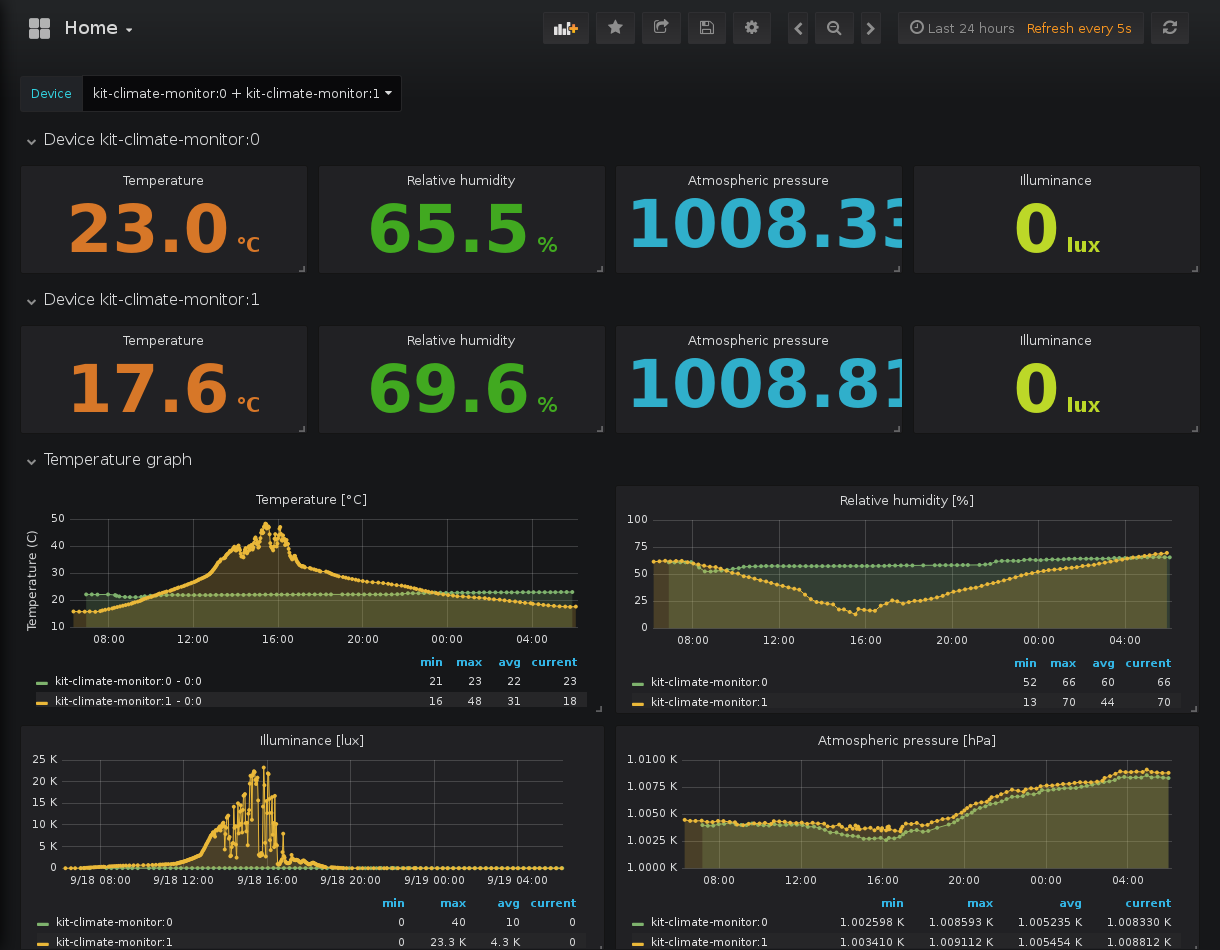 Home
Last 24 hours Refresh every 5s
Device kit-climate-monitor:0 + kit-climate-monitor:1
Device kit-climate-monitor:0
Temperature Relative humidity Atmospheric pressure Illuminance
23.0 °C 65.5 % 1008.33 0 lux
Device kit-climate-monitor:1
Temperature Relative humidity Atmospheric pressure Illuminance
17.6 °C 69.6 % 1008.81 0 lux
Temperature graph
Temperature [°C]
Temperature (C)
50
40
30
20
10
08:00 12:00 16:00 20:00 00:00 04:00
min max avg current
kit-climate-monitor:0 - 0:0 21 23 22 23
kit-climate-monitor:1 - 0:0 16 48 31 18
Relative humidity [%]
100
75
50
25
0
08:00 12:00 16:00 20:00 00:00 04:00
min max avg current
kit-climate-monitor:0 52 66 60 66
kit-climate-monitor:1 13 70 44 70
Illuminance [lux]
25 K
20 K
15 K
10 K
5 K
0
9/18 08:00 9/18 12:00 9/18 16:00 9/18 20:00 9/19 00:00 9/19 04:00
min max avg current
kit-climate-monitor:0 0 40 10 0
kit-climate-monitor:1 0 23.3 K 4.3 K 0
Atmospheric pressure [hPa]
1.0100 K
1.0075 K
1.0050 K
1.0025 K
1.0000 K
08:00 12:00 16:00 20:00 00:00 04:00
min max avg current
kit-climate-monitor:0 1.002598 K 1.008593 K 1.005235 K 1.008330 K
kit-climate-monitor:1 1.003410 K 1.009112 K 1.005454 K 1.008812 K